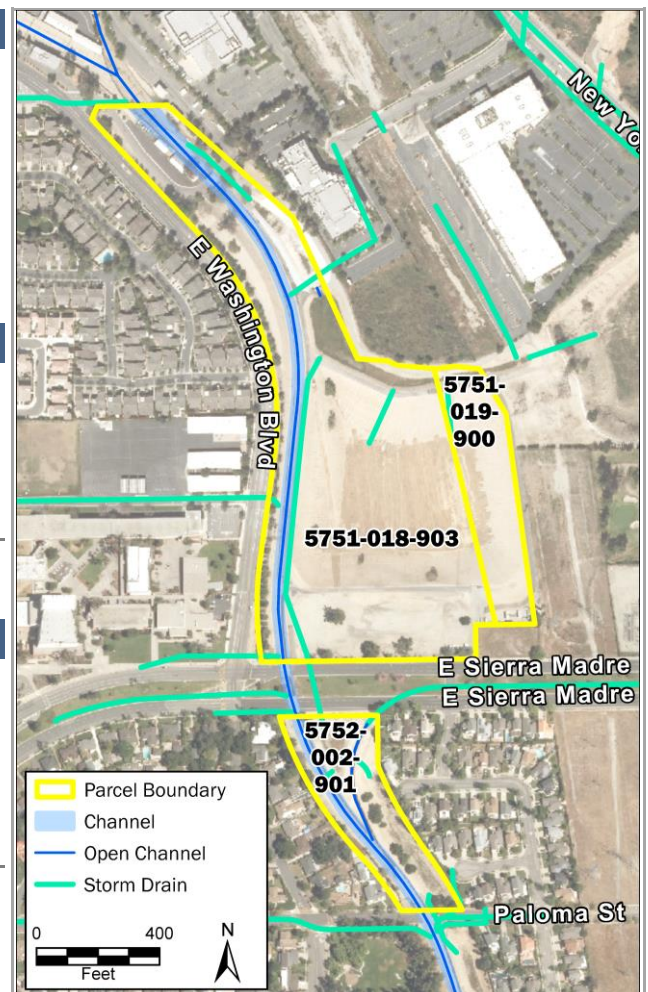 New Yo
E Washington Blvd
5751-
019-
900
5751-018-903
E Sierra Madre
E Sierra Madre
5752-
002-
901
Parcel Boundary
Channel
Open Channel
Storm Drain
0 400
Feet
N
Paloma St